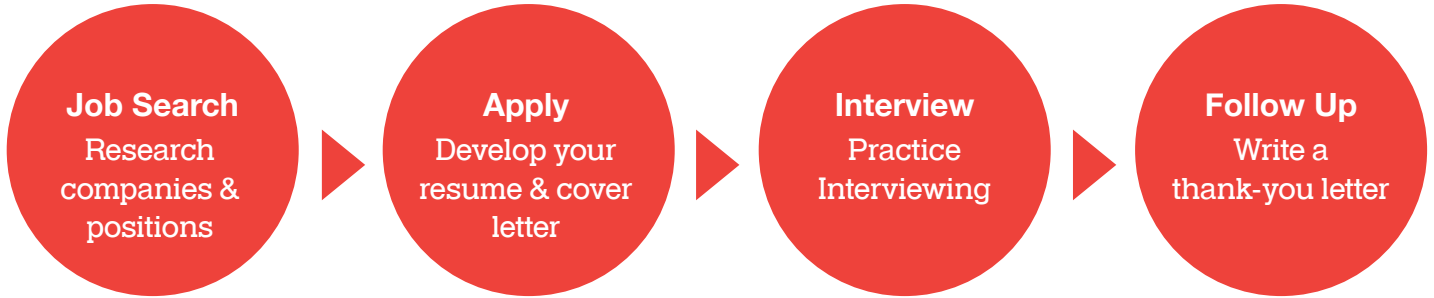 Job Search
Research
companies &
positions
Apply
Develop your
resume & cover
letter
Interview
Practice
Interviewing
Follow Up
Write a
thank-you letter